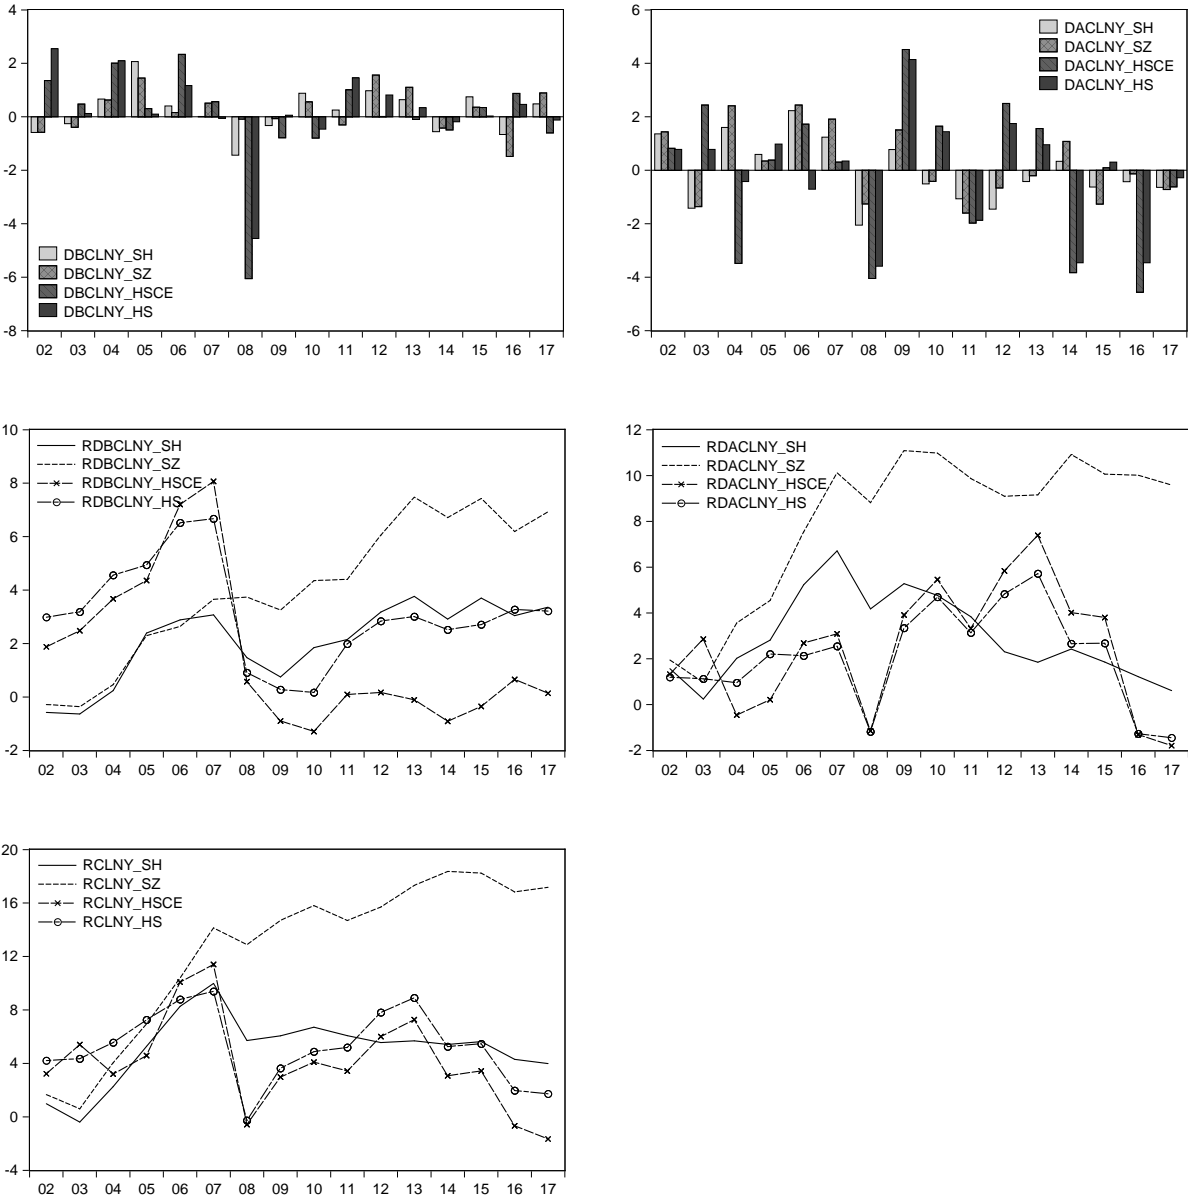 4
2
0
-2
-4
-6
-8
DBCLNY_SH
DBCLNY_SZ
DBCLNY_HSCE
DBCLNY_HS
02 03 04 05 06 07 08 09 10 11 12 13 14 15 16 17
6
4
2
0
-2
-4
-6
DACLNY_SH
DACLNY_SZ
DACLNY_HSCE
DACLNY_HS
02 03 04 05 06 07 08 09 10 11 12 13 14 15 16 17
10
8
6
4
2
0
-2
RDBCLNY_SH
RDBCLNY_SZ
RDBCLNY_HSCE
RDBCLNY_HS
02 03 04 05 06 07 08 09 10 11 12 13 14 15 16 17
12
10
8
6
4
2
0
-2
RDACLNY_SH
RDACLNY_SZ
RDACLNY_HSCE
RDACLNY_HS
02 03 04 05 06 07 08 09 10 11 12 13 14 15 16 17
20
16
12
8
4
0
-4
RCLNY_SH
RCLNY_SZ
RCLNY_HSCE
RCLNY_HS
02 03 04 05 06 07 08 09 10 11 12 13 14 15 16 17